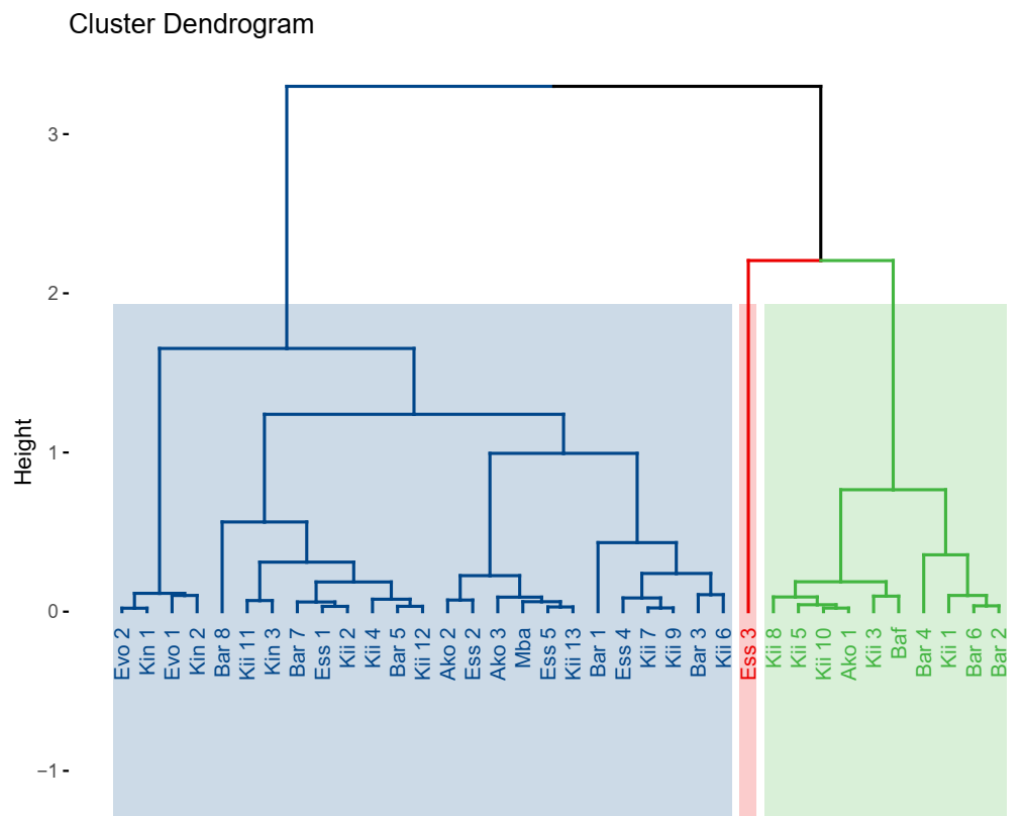 Cluster Dendrogram
3
2
1
0
−1
Height
Evo 2
Kin 1
Evo 1
Kin 2
Bar 8
Kii 11
Kin 3
Bar 7
Ess 1
Kii 2
Kii 4
Bar 5
Kii 12
Ako 2
Ess 2
Ako 3
Mba
Ess 5
Kii 13
Bar 1
Ess 4
Kii 7
Kii 9
Bar 3
Kii 6
Ess 3
Kii 8
Kii 5
Kii 10
Ako 1
Kii 3
Baf
Bar 4
Kii 1
Bar 6
Bar 2